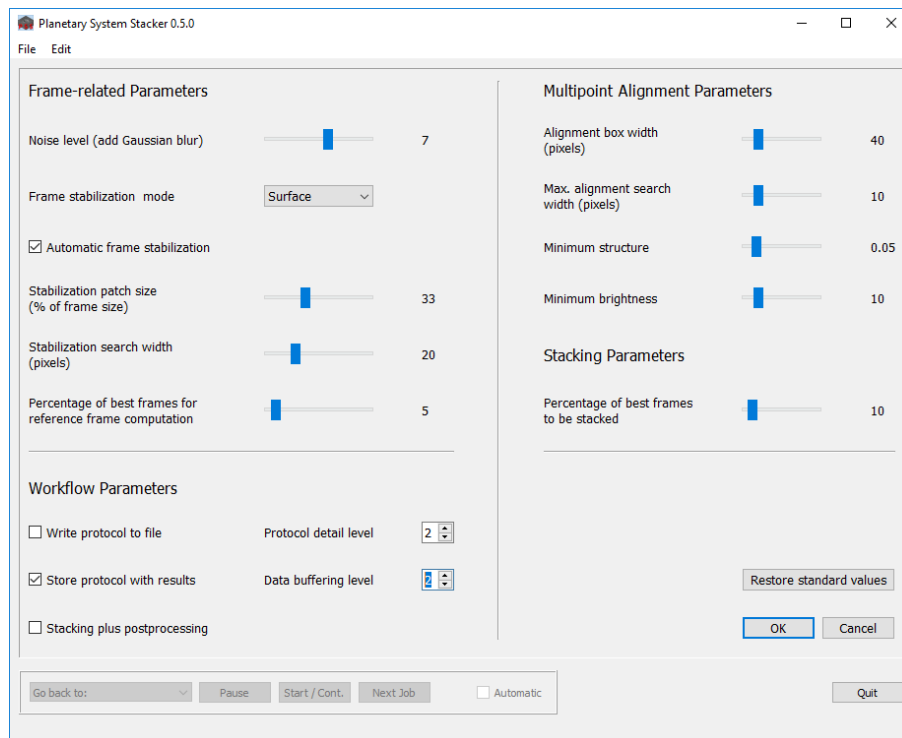 Planetary System Stacker 0.5.0
File Edit
Frame-related Parameters
Noise level (add Gaussian blur) 7
Frame stabilization mode Surface
Automatic frame stabilization
Stabilization patch size
(% of frame size) 33
Stabilization search width
(pixels) 20
Percentage of best frames for
reference frame computation 5
Workflow Parameters
Write protocol to file Protocol detail level 2
Store protocol with results Data buffering level 2
Stacking plus postprocessing
Multipoint Alignment Parameters
Alignment box width
(pixels) 40
Max. alignment search
width (pixels) 10
Minimum structure 0.05
Minimum brightness 10
Stacking Parameters
Percentage of best frames
to be stacked 10
Restore standard values
OK Cancel
Go back to: Pause Start / Cont. Next Job Automatic Quit